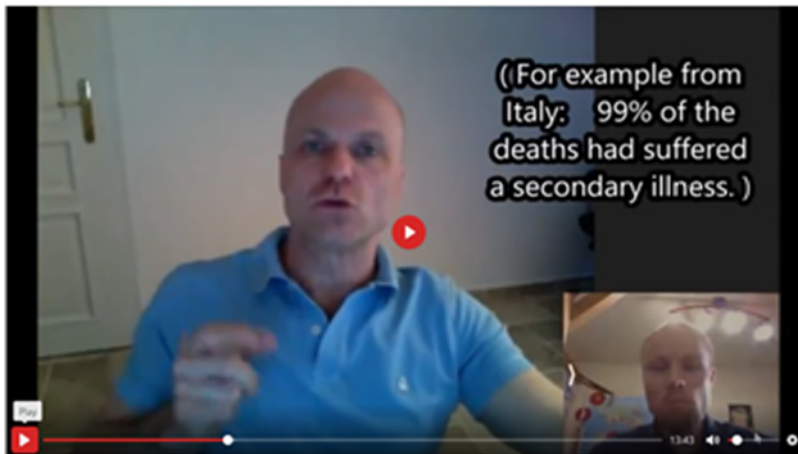 ( For example from
Italy: 99% of the
deaths had suffered
a secondary illness. )
Play
13:43